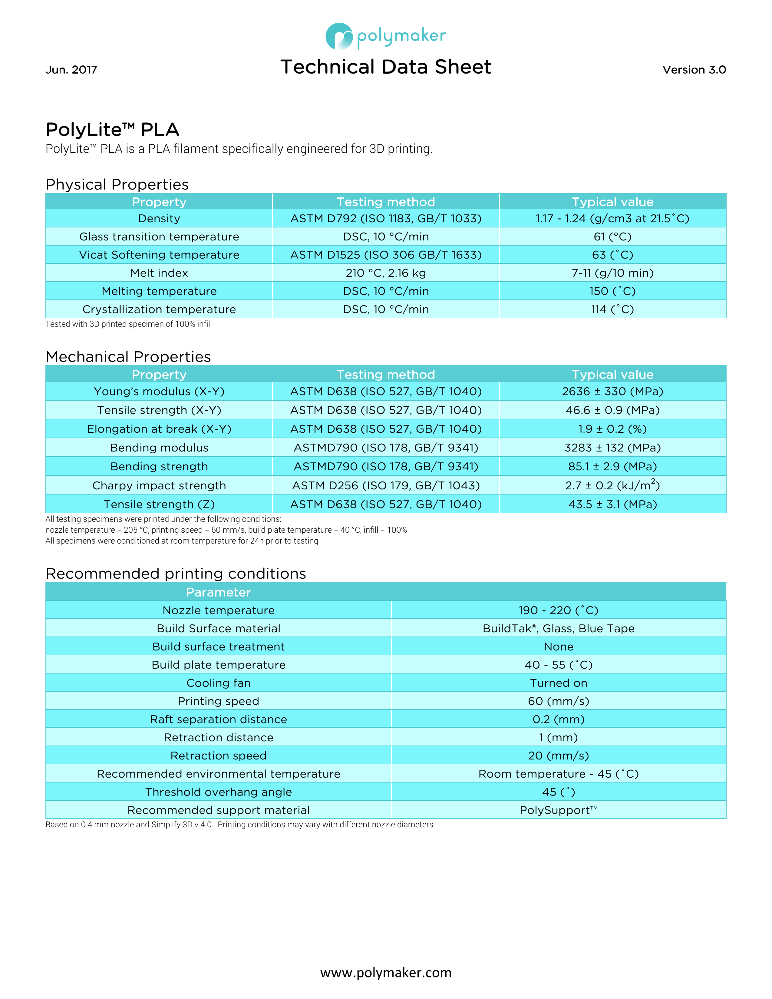 polymaker
Jun. 2017 Technical Data Sheet Version 3.0
PolyLite™ PLA
PolyLite™ PLA is a PLA filament specifically engineered for 3D printing.
Physical Properties
Property Testing method Typical value
Density ASTM D792 (ISO 1183, GB/T 1033) 1.17 - 1.24 (g/cm3 at 21.5˚C)
Glass transition temperature DSC, 10 °C/min 61 (°C)
Vicat Softening temperature ASTM D1525 (ISO 306 GB/T 1633) 63 (˚C)
Melt index 210 °C, 2.16 kg 7-11 (g/10 min)
Melting temperature DSC, 10 °C/min 150 (˚C)
Crystallization temperature DSC, 10 °C/min 114 (˚C)
Tested with 3D printed specimen of 100% infill
Mechanical Properties
Property Testing method Typical value
Young’s modulus (X-Y) ASTM D638 (ISO 527, GB/T 1040) 2636 ± 330 (MPa)
Tensile strength (X-Y) ASTM D638 (ISO 527, GB/T 1040) 46.6 ± 0.9 (MPa)
Elongation at break (X-Y) ASTM D638 (ISO 527, GB/T 1040) 1.9 ± 0.2 (%)
Bending modulus ASTMD790 (ISO 178, GB/T 9341) 3283 ± 132 (MPa)
Bending strength ASTMD790 (ISO 178, GB/T 9341) 85.1 ± 2.9 (MPa)
Charpy impact strength ASTM D256 (ISO 179, GB/T 1043) 2.7 ± 0.2 (kJ/m²)
Tensile strength (Z) ASTM D638 (ISO 527, GB/T 1040) 43.5 ± 3.1 (MPa)
All testing specimens were printed under the following conditions:
nozzle temperature = 205 °C, printing speed = 60 mm/s, build plate temperature = 40 °C, infill = 100%
All specimens were conditioned at room temperature for 24h prior to testing
Recommended printing conditions
Parameter
Nozzle temperature 190 - 220 (˚C)
Build Surface material BuildTak®, Glass, Blue Tape
Build surface treatment None
Build plate temperature 40 - 55 (˚C)
Cooling fan Turned on
Printing speed 60 (mm/s)
Raft separation distance 0.2 (mm)
Retraction distance 1 (mm)
Retraction speed 20 (mm/s)
Recommended environmental temperature Room temperature - 45 (˚C)
Threshold overhang angle 45 (˚)
Recommended support material PolySupport™
Based on 0.4 mm nozzle and Simplify 3D v.4.0. Printing conditions may vary with different nozzle diameters
www.polymaker.com